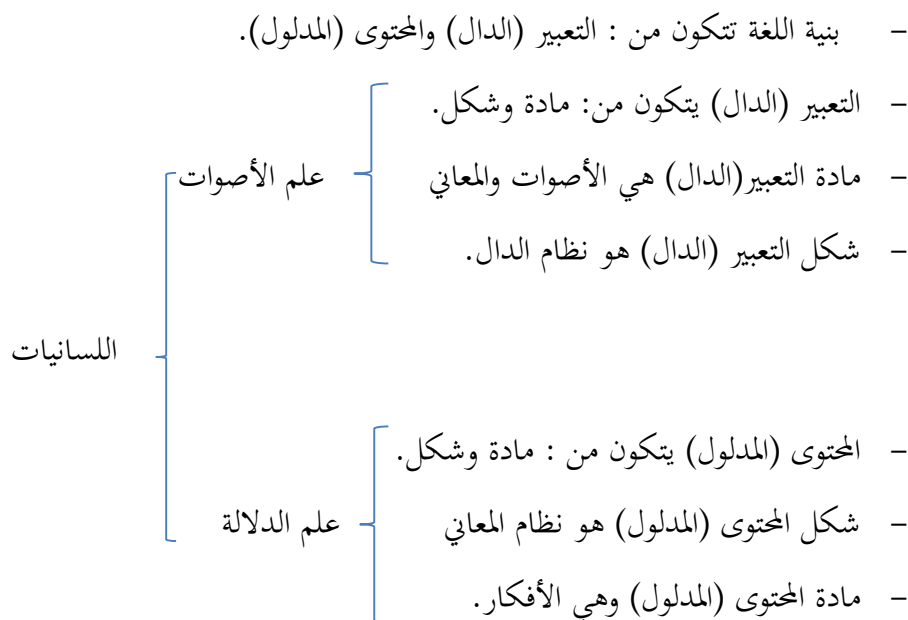 - بنية اللغة تتكون من : التعبير (الدال) والمحتوى (المدلول).
- التعبير (الدال) يتكون من: مادة وشكل.
- مادة التعبير(الدال) هي الأصوات والمعاني
علم الأصوات
- شكل التعبير (الدال) هو نظام الدال.
اللسانيات
- المحتوى (المدلول) يتكون من : مادة وشكل.
- شكل المحتوى (المدلول) هو نظام المعاني
علم الدلالة
- مادة المحتوى (المدلول) وهي الأفكار.